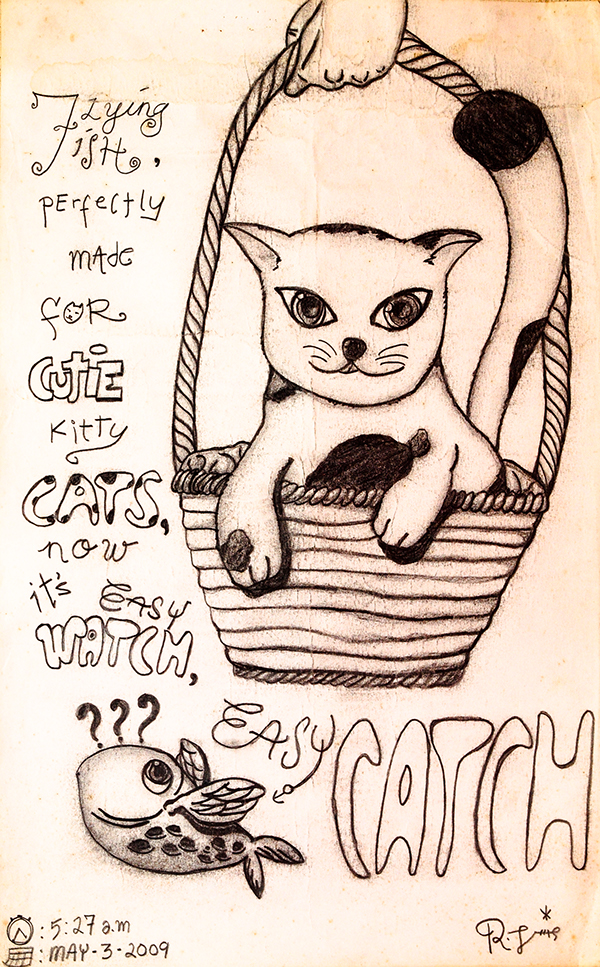 Flying
Fish,
PErfectly
MAdE
FOR
CUTiE
Kitty
CATS,
now
it's EASY
WATCH,
???
EASY
CATCH
: 5:27 a.m
: MAY-3-2009